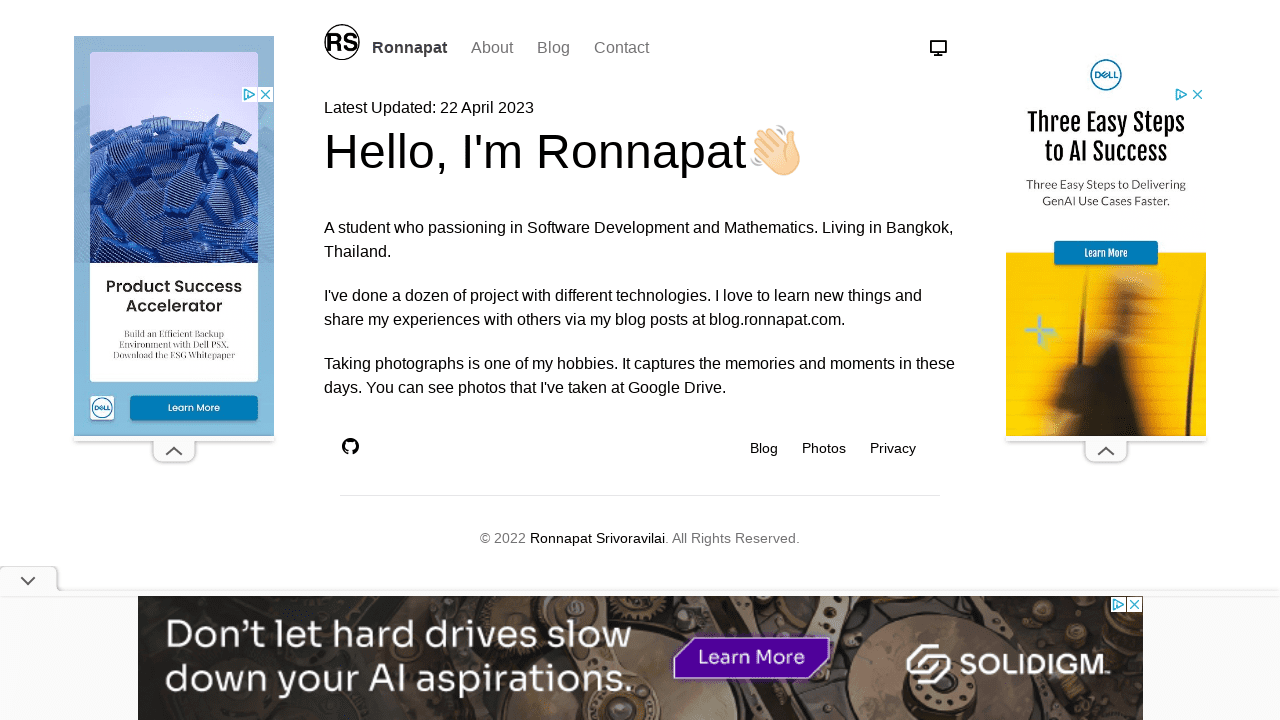 RS
Ronnapat About Blog Contact
Latest Updated: 22 April 2023
Hello, I'm Ronnapat👋🏻
A student who passioning in Software Development and Mathematics. Living in Bangkok,
Thailand.
I've done a dozen of project with different technologies. I love to learn new things and
share my experiences with others via my blog posts at blog.ronnapat.com.
Taking photographs is one of my hobbies. It captures the memories and moments in these
days. You can see photos that I've taken at Google Drive.
Blog Photos Privacy
© 2022 Ronnapat Srivoravilai. All Rights Reserved.
Product Success
Accelerator
Build an Efficient Backup
Environment with Dell PSX.
Download the ESG Whitepaper
DELL
Learn More
DELL
Three Easy Steps
to AI Success
Three Easy Steps to Delivering
GenAI Use Cases Faster.
Learn More
Don't let hard drives slow
down your AI aspirations.
Learn More
SOLIDIGM™